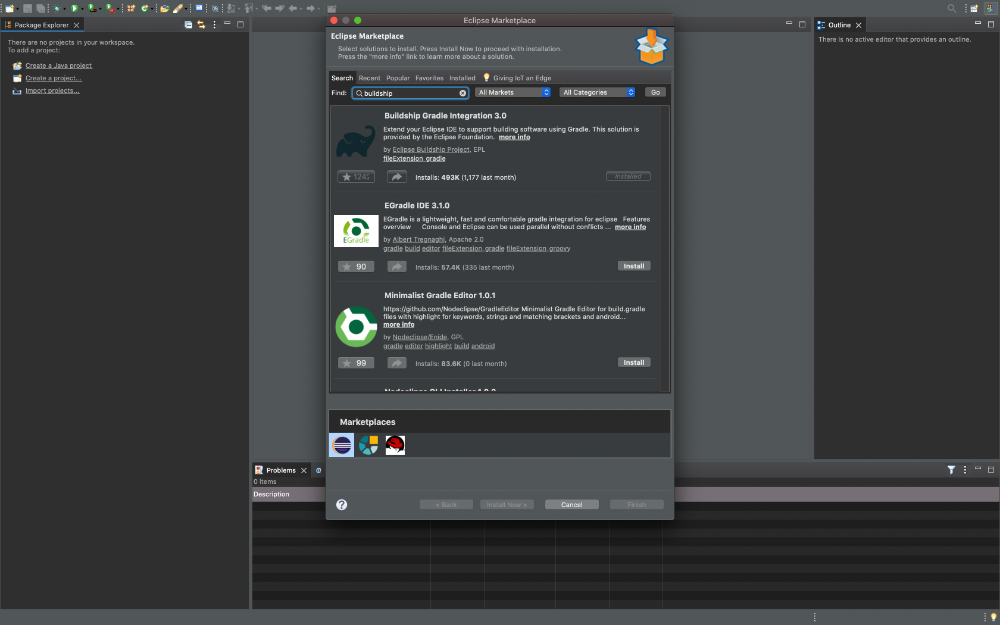 Package Explorer
There are no projects in your workspace.
To add a project:
Create a Java project
Create a project...
Import projects...
Eclipse Marketplace
Eclipse Marketplace
Select solutions to install. Press Install Now to proceed with installation.
Press the "more info" link to learn more about a solution.
Search Recent Popular Favorites Installed Giving IoT an Edge
Find: buildship All Markets All Categories Go
Buildship Gradle Integration 3.0
Extend your Eclipse IDE to support building software using Gradle. This solution is
provided by the Eclipse Foundation. more info
by Eclipse Buildship Project, EPL
fileExtension_gradle
Installs: 493K (1,177 last month) Installed
EGradle IDE 3.1.0
EGradle is a lightweight, fast and comfortable gradle integration for eclipse Features
overview Console and Eclipse can be used parallel without conflicts ... more info
EGradle
by Albert Tregnaghi, Apache 2.0
gradle build editor fileExtension_gradle fileExtension_groovy
90 Installs: 57.4K (335 last month) Install
Minimalist Gradle Editor 1.0.1
https://github.com/Nodeclipse/GradleEditor Minimalist Gradle Editor for build.gradle
files with highlight for keywords, strings and matching brackets and android...
more info
by Nodeclipse/Enide, GPL
gradle editor highlight build android
99 Installs: 83.6K (0 last month) Install
Marketplaces
? < Back Install Now > Cancel Finish
Outline
There is no active editor that provides an outline.
Problems
0 items
Description